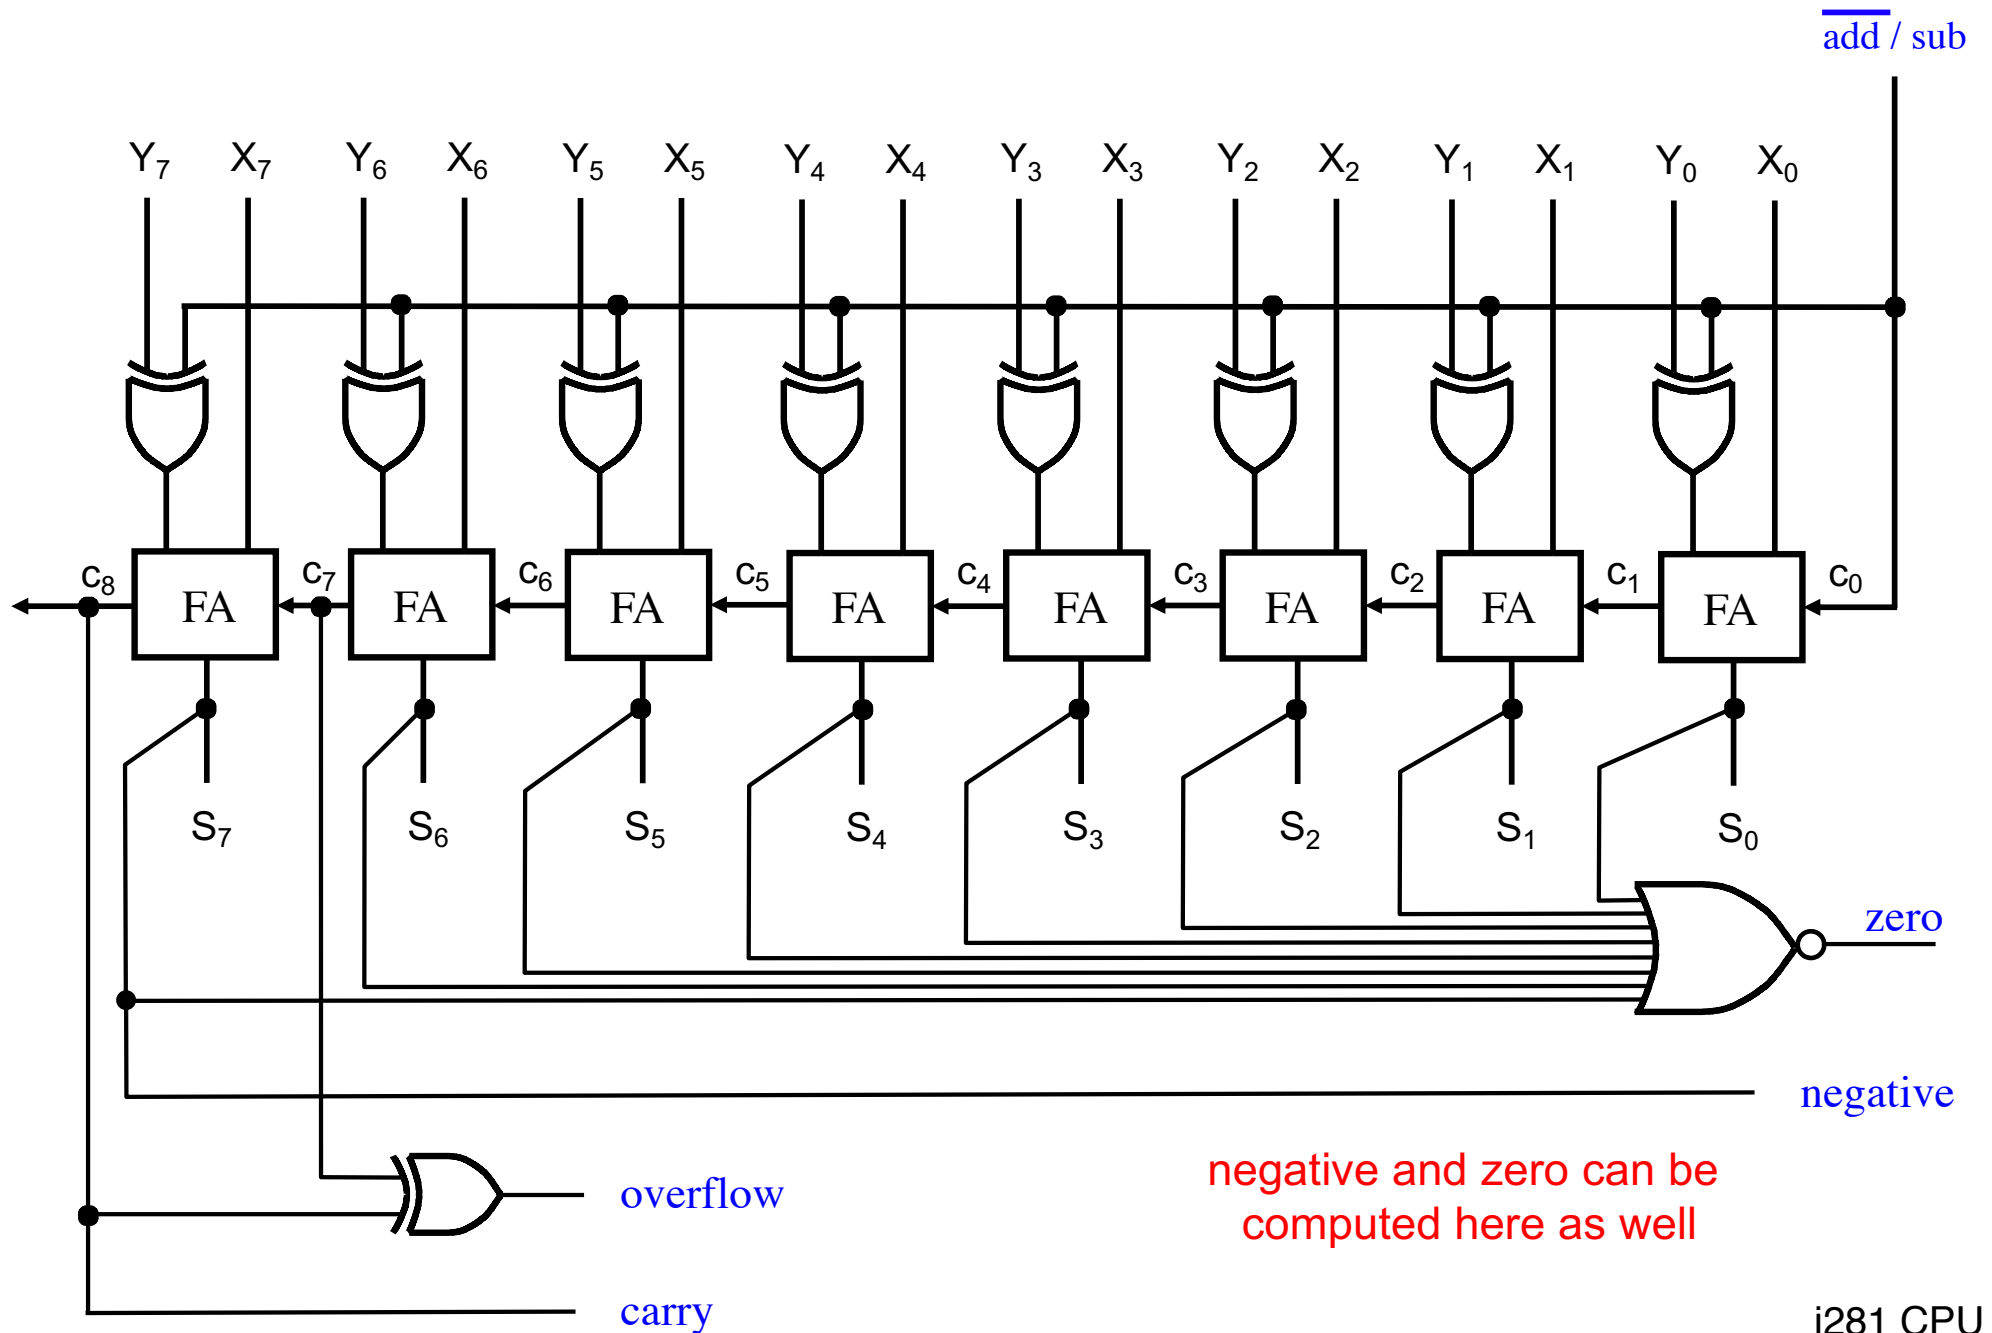 add / sub
Y7 X7 Y6 X6 Y5 X5 Y4 X4 Y3 X3 Y2 X2 Y1 X1 Y0 X0
c8 c7 c6 c5 c4 c3 c2 c1 c0
FA FA FA FA FA FA FA FA
S7 S6 S5 S4 S3 S2 S1 S0
zero
negative
negative and zero can be
computed here as well
overflow
carry
i281 CPU